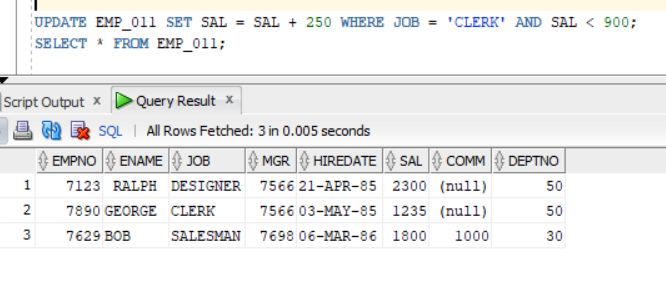 UPDATE EMP_011 SET SAL = SAL + 250 WHERE JOB = 'CLERK' AND SAL < 900;
SELECT * FROM EMP_011;
Script Output x Query Result x
SQL | All Rows Fetched: 3 in 0.005 seconds
EMPNO ENAME JOB MGR HIREDATE SAL COMM DEPTNO
1 7123 RALPH DESIGNER 7566 21-APR-85 2300 (null) 50
2 7890 GEORGE CLERK 7566 03-MAY-85 1235 (null) 50
3 7629 BOB SALESMAN 7698 06-MAR-86 1800 1000 30